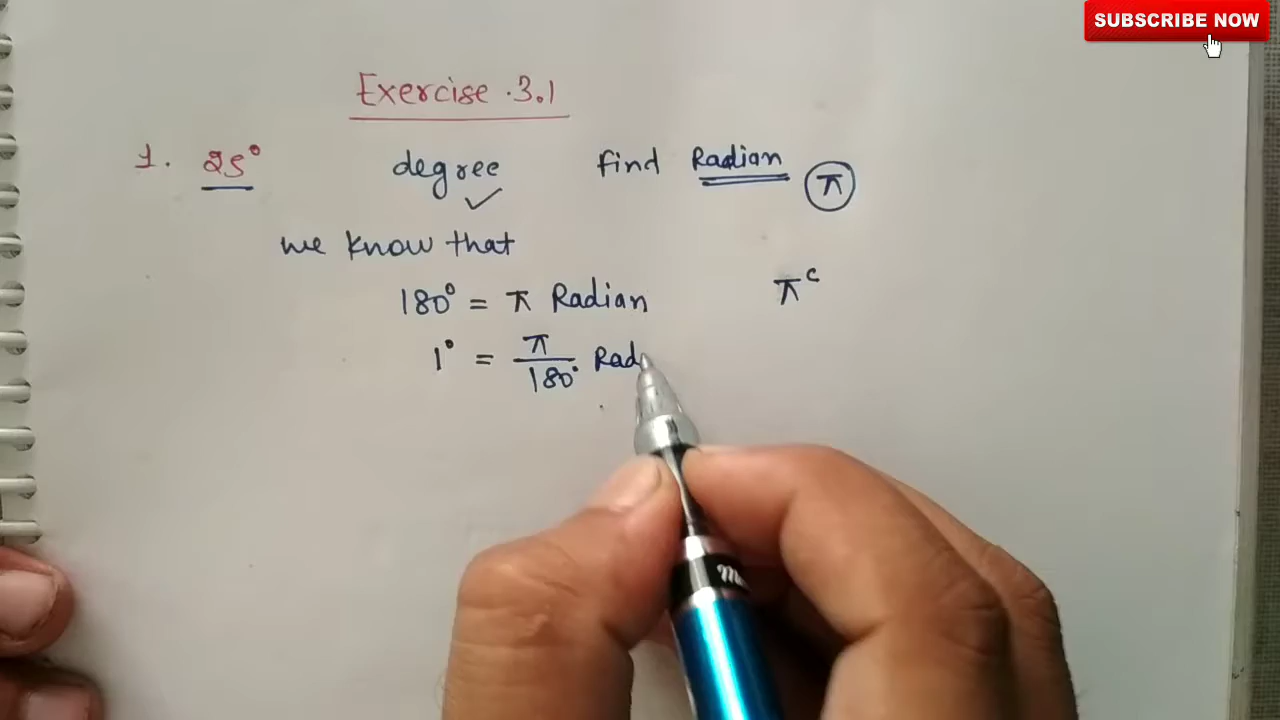 SUBSCRIBE NOW
Exercise .3.1
1. 25° degree find Radian π
we know that
180° = π Radian π^c
1° = π/180° Rad